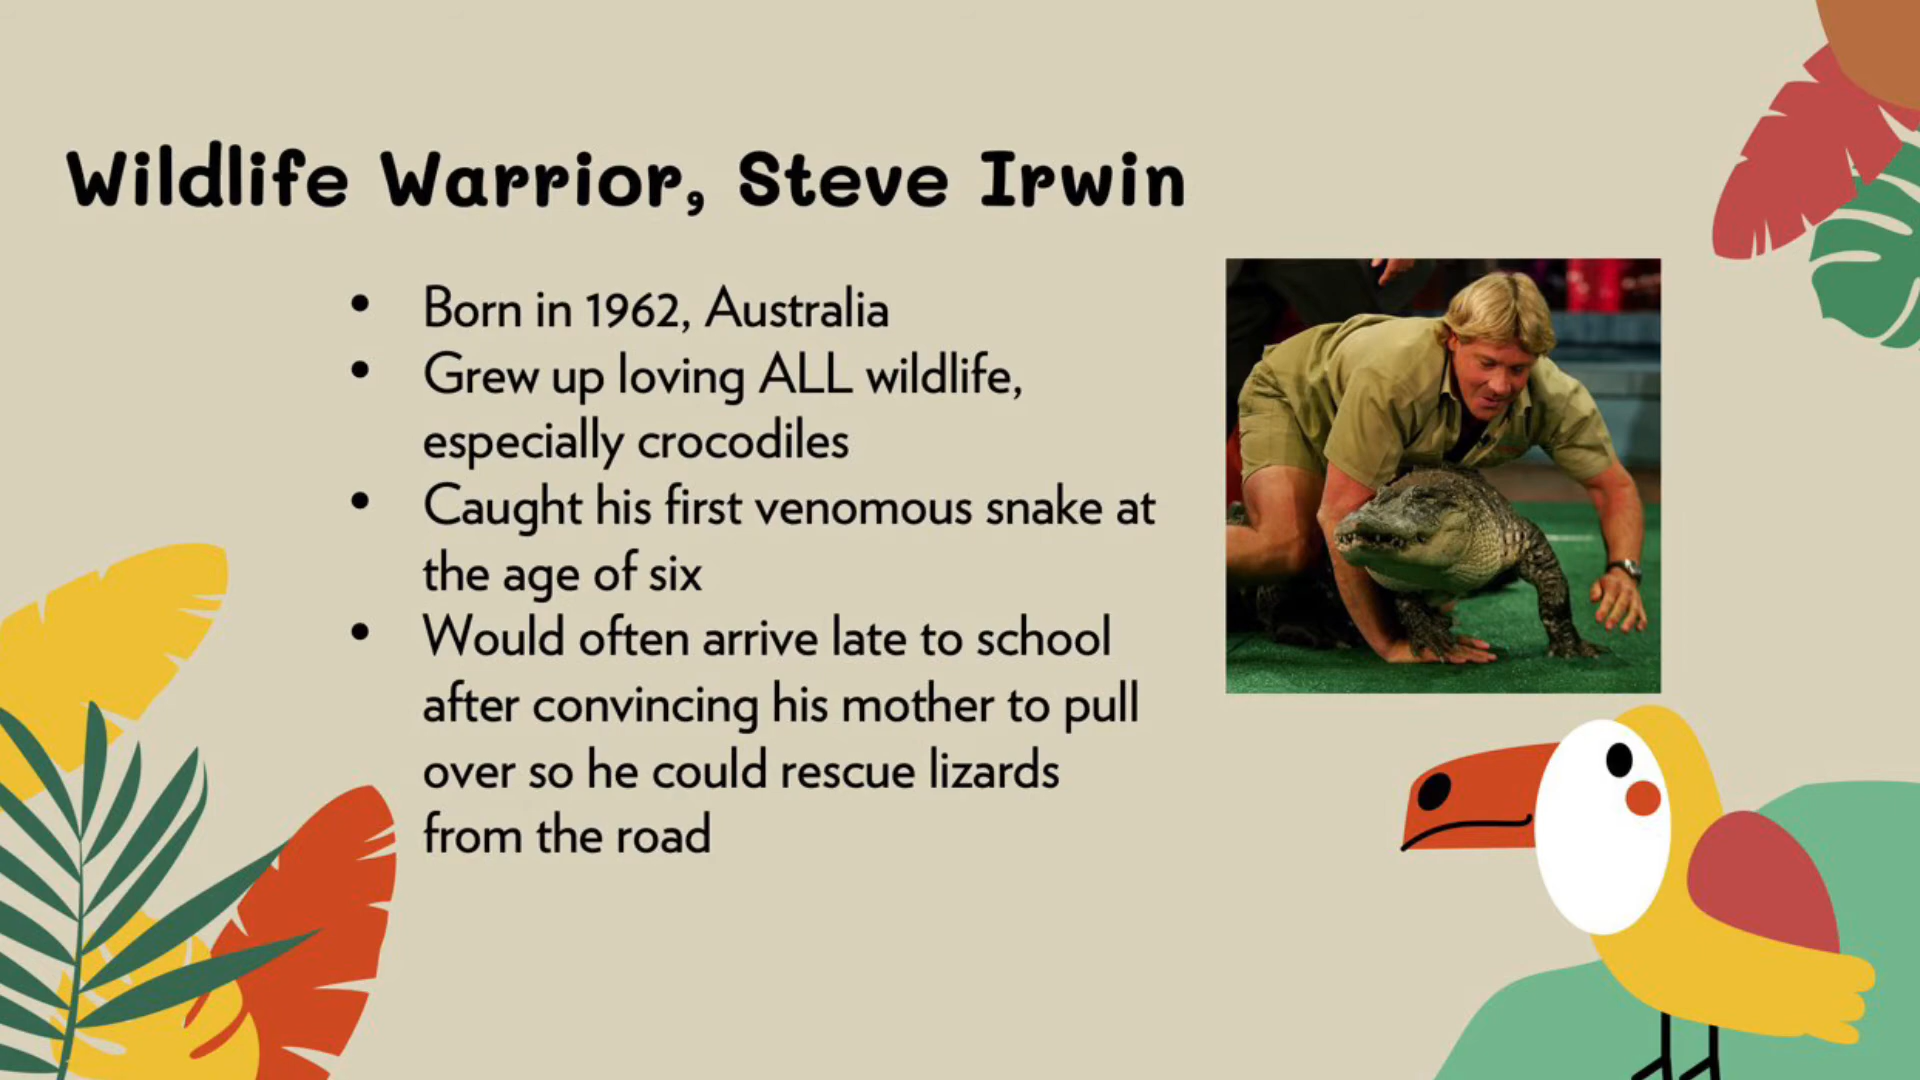 Wildlife Warrior, Steve Irwin
• Born in 1962, Australia
• Grew up loving ALL wildlife,
especially crocodiles
• Caught his first venomous snake at
the age of six
• Would often arrive late to school
after convincing his mother to pull
over so he could rescue lizards
from the road